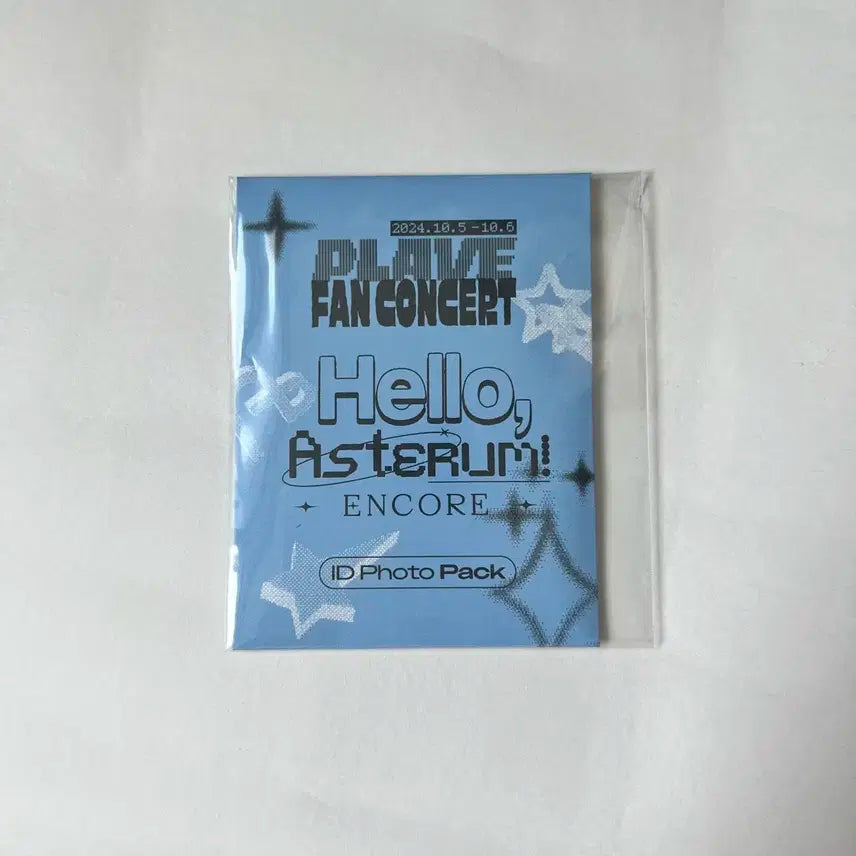 2024.10.5-10.6
PLAVE
FAN CONCERT
Hello,
Asterum!
ENCORE
ID Photo Pack